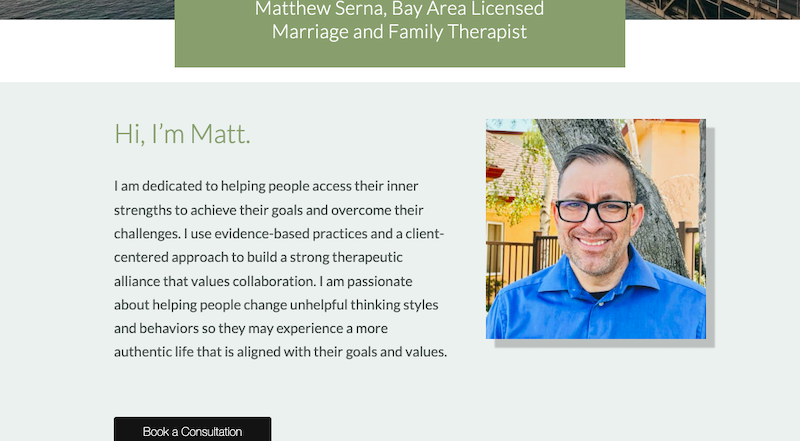 Matthew Serna, Bay Area Licensed
Marriage and Family Therapist
Hi, I’m Matt.
I am dedicated to helping people access their inner
strengths to achieve their goals and overcome their
challenges. I use evidence-based practices and a client-
centered approach to build a strong therapeutic
alliance that values collaboration. I am passionate
about helping people change unhelpful thinking styles
and behaviors so they may experience a more
authentic life that is aligned with their goals and values.
Book a Consultation